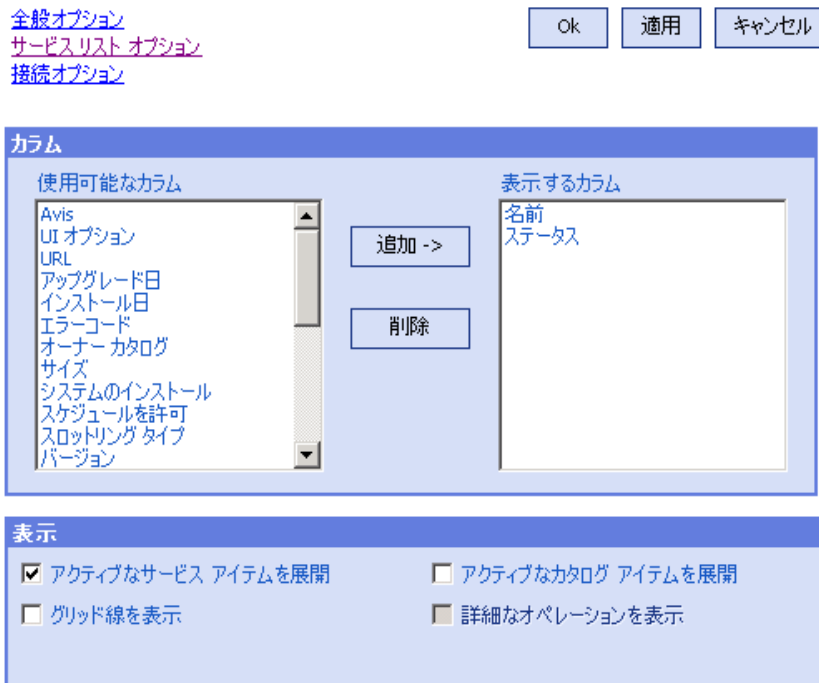 全般オプション
サービスリスト オプション
接続オプション
Ok
適用
キャンセル
カラム
使用可能なカラム
Avis
UI オプション
URL
アップグレード日
インストール日
エラーコード
オーナー カタログ
サイズ
システムのインストール
スケジュールを許可
スロットリング タイプ
バージョン
追加 ->
削除
表示するカラム
名前
ステータス
表示
アクティブなサービス アイテムを展開
アクティブなカタログ アイテムを展開
グリッド線を表示
詳細なオペレーションを表示